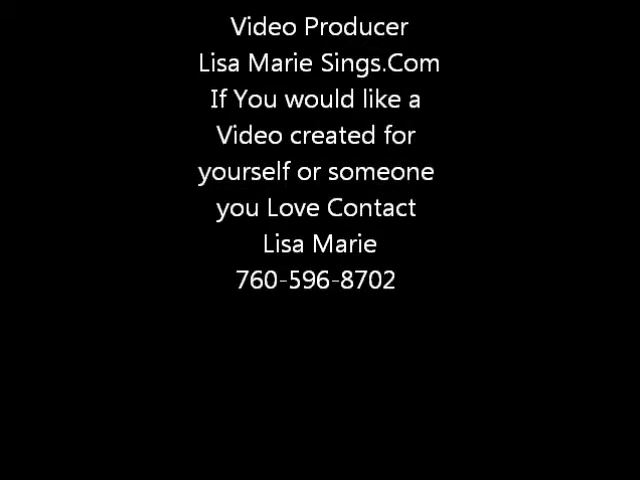 Video Producer
Lisa Marie Sings.Com
If You would like a
Video created for
yourself or someone
you Love Contact
Lisa Marie
760-596-8702